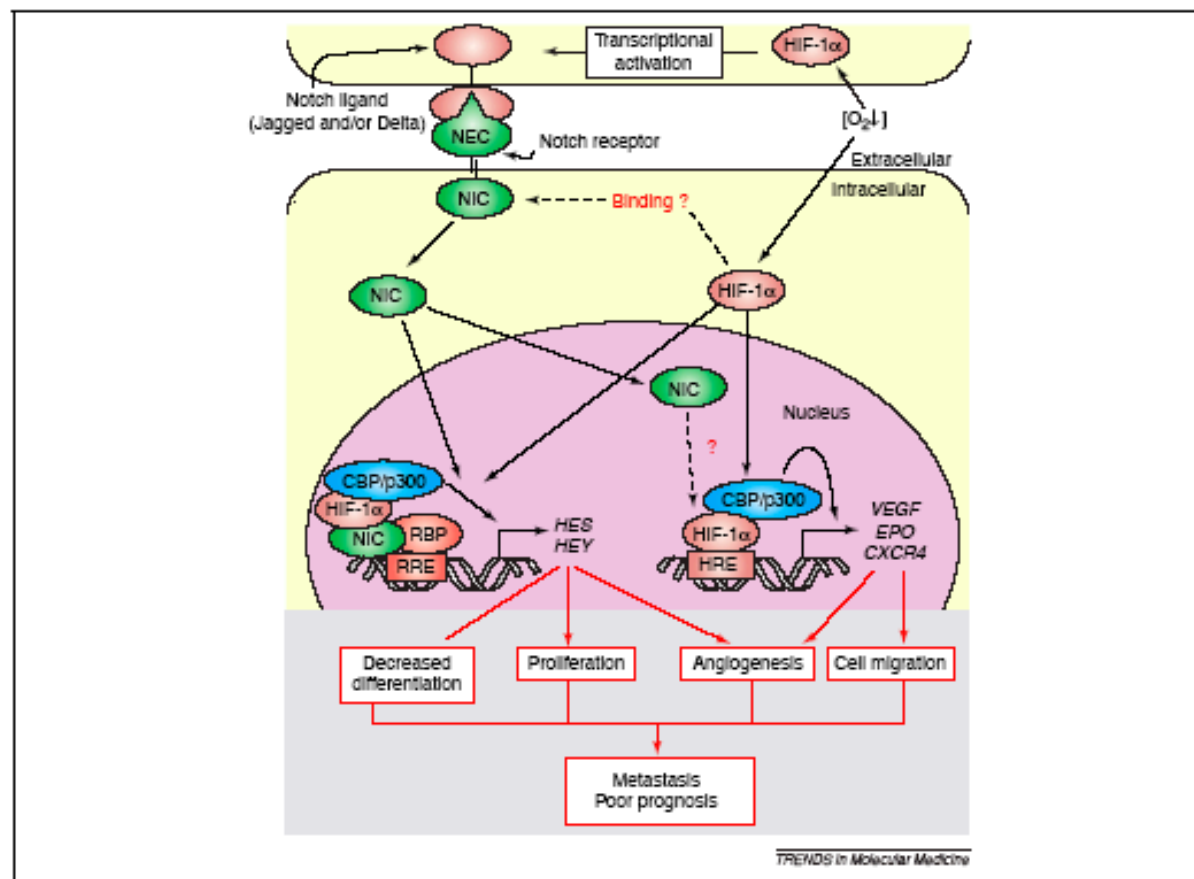 Transcriptional
activation
HIF-1α
Notch ligand
(Jagged and/or Delta)
[O2↓]
NEC
Notch receptor
Extracellular
Intracellular
NIC
Binding ?
NIC
HIF-1α
NIC
Nucleus
?
CBP/p300
HIF-1α
NIC
RBP
RRE
HES
HEY
CBP/p300
HIF-1α
HRE
VEGF
EPO
CXCR4
Decreased
differentiation
Proliferation
Angiogenesis
Cell migration
Metastasis
Poor prognosis
TRENDS in Molecular Medicine